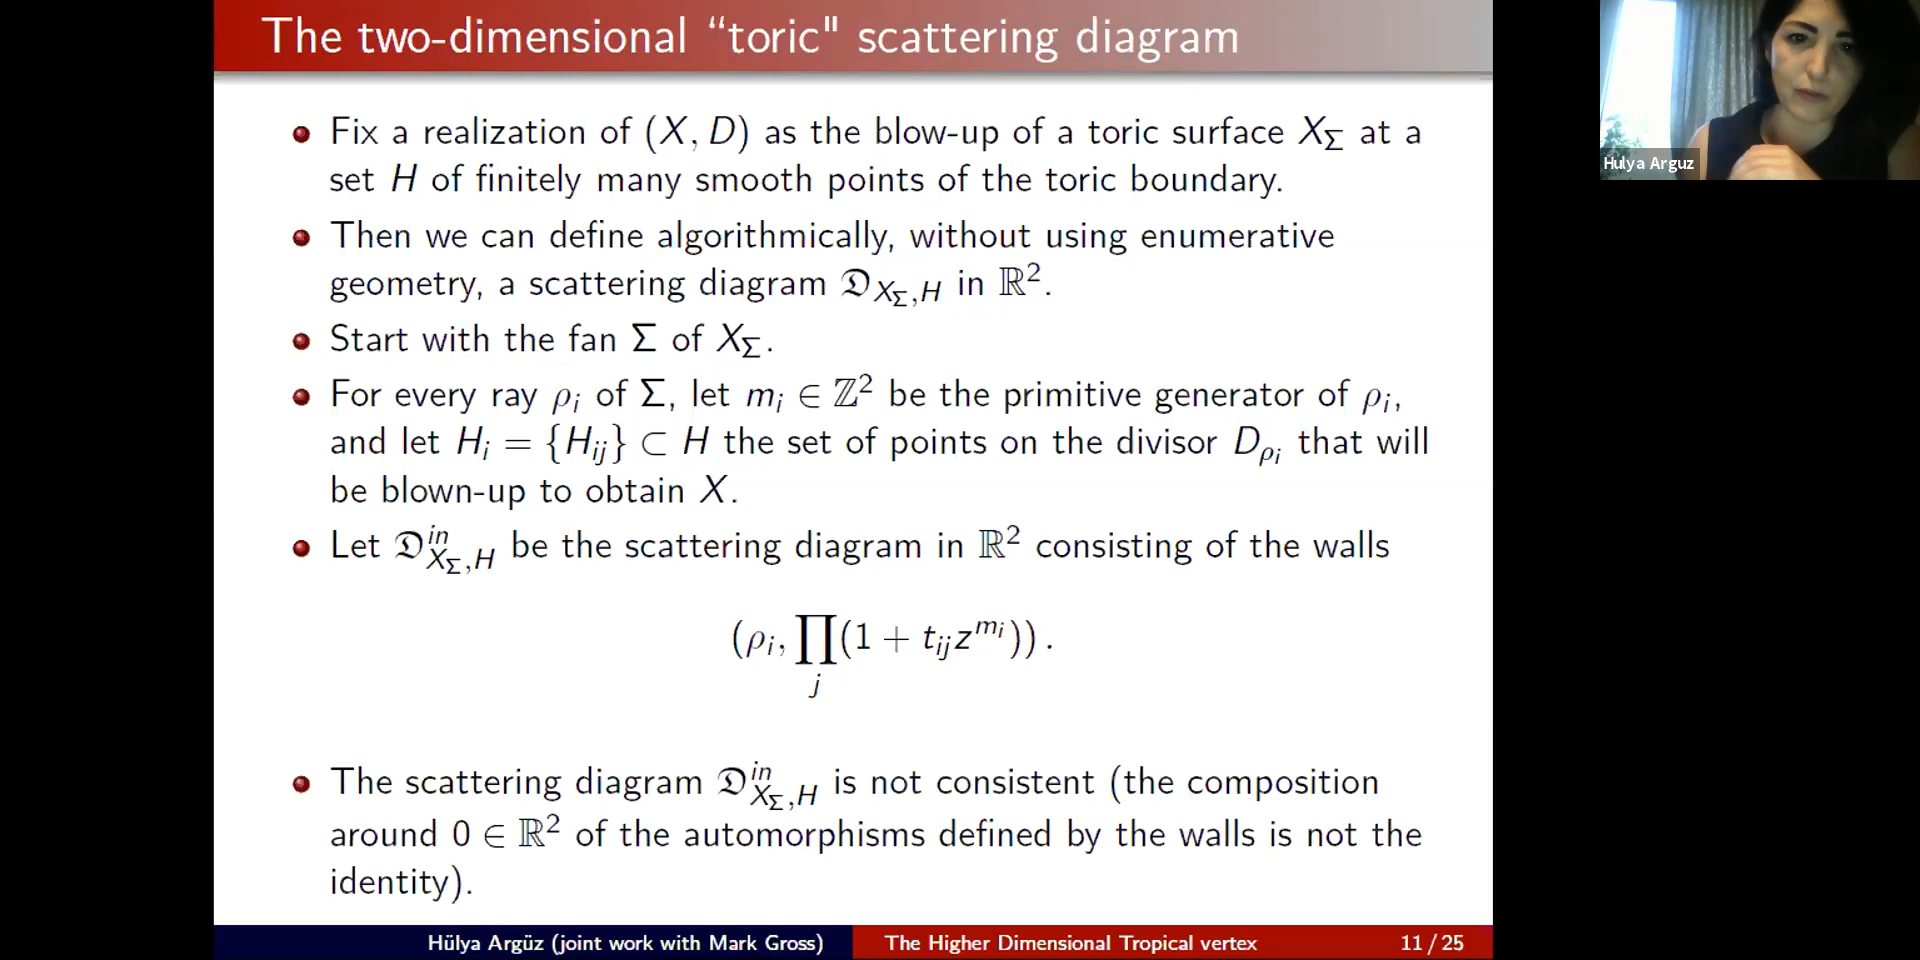 The two-dimensional “toric" scattering diagram
Hulya Arguz
Fix a realization of (X, D) as the blow-up of a toric surface X_Σ at a
set H of finitely many smooth points of the toric boundary.
Then we can define algorithmically, without using enumerative
geometry, a scattering diagram 𝔇_{X_Σ,H} in ℝ².
Start with the fan Σ of X_Σ.
For every ray ρ_i of Σ, let m_i ∈ ℤ² be the primitive generator of ρ_i,
and let H_i = {H_{ij}} ⊂ H the set of points on the divisor D_{ρ_i} that will
be blown-up to obtain X.
Let 𝔇^{in}_{X_Σ,H} be the scattering diagram in ℝ² consisting of the walls
(ρ_i, ∏_j (1 + t_{ij}z^{m_i})).
The scattering diagram 𝔇^{in}_{X_Σ,H} is not consistent (the composition
around 0 ∈ ℝ² of the automorphisms defined by the walls is not the
identity).
Hülya Argüz (joint work with Mark Gross)
The Higher Dimensional Tropical vertex
11 / 25